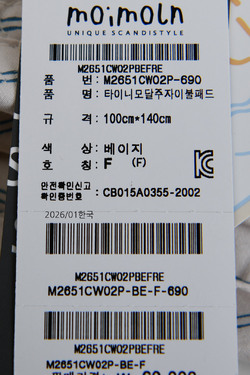 moimoln
UNIQUE SCANDISTYLE
M2651CW02PBEFRE
품 번 : M2651CW02P-690
품 명 : 타이니모달주자이불패드
규 격 : 100cm*140cm
색 상 : 베이지
호 칭 : F (F)
안전확인신고
확인증번호 : CB015A0355-2002
2026/01한국
M2651CW02PBEFRE
M2651CW02P-BE-F-690
M2651CW02PBEFRE
M2651CW02P-BE-F